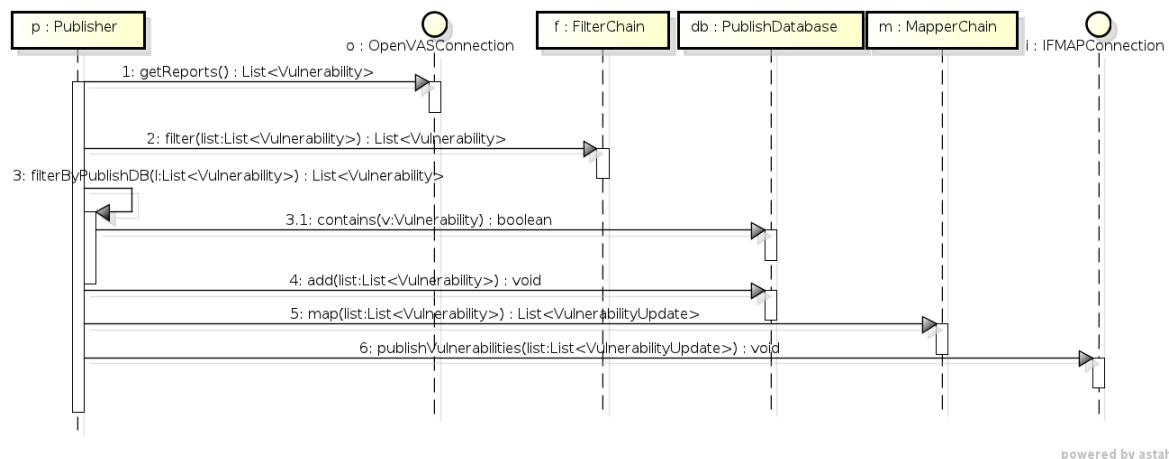 p : Publisher
o : OpenVASConnection
f : FilterChain
db : PublishDatabase
m : MapperChain
i : IFMAPConnection
1: getReports() : List<Vulnerability>
2: filter(list:List<Vulnerability>) : List<Vulnerability>
3: filterByPublishDB(l:List<Vulnerability>) : List<Vulnerability>
3.1: contains(v:Vulnerability) : boolean
4: add(list:List<Vulnerability>) : void
5: map(list:List<Vulnerability>) : List<VulnerabilityUpdate>
6: publishVulnerabilities(list:List<VulnerabilityUpdate>) : void
powered by astah